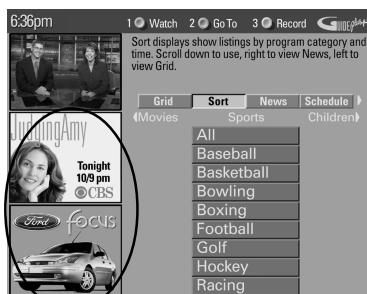 6:36pm
1 Watch 2 Go To 3 Record GUIDE Plus+
Sort displays show listings by program category and
time. Scroll down to use, right to view News, left to
view Grid.
Grid Sort News Schedule
Movies Sports Children
JudgingAmy
Tonight
10/9 pm
CBS
Ford focus
All
Baseball
Basketball
Bowling
Boxing
Football
Golf
Hockey
Racing